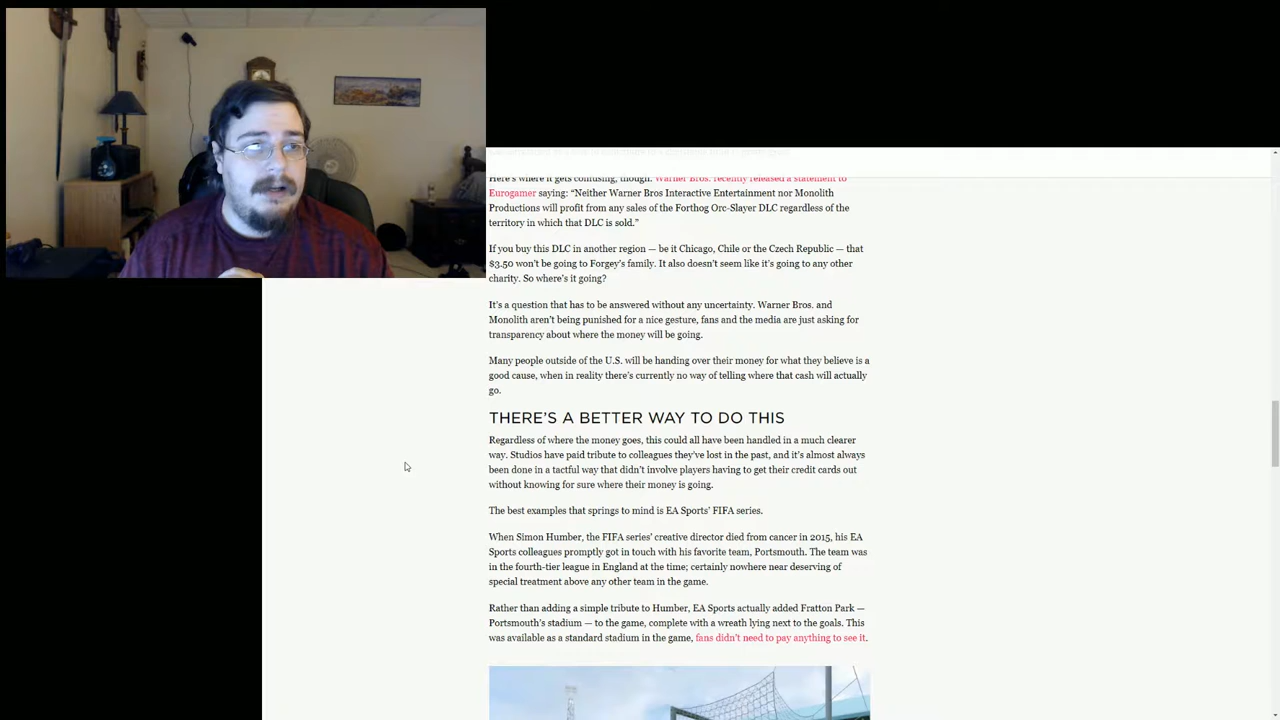 Here's where it gets confusing, though. Warner Bros. recently released a statement to
Eurogamer saying: “Neither Warner Bros Interactive Entertainment nor Monolith
Productions will profit from any sales of the Forthog Orc-Slayer DLC regardless of the
territory in which that DLC is sold.”
If you buy this DLC in another region — be it Chicago, Chile or the Czech Republic — that
$3.50 won't be going to Forgey's family. It also doesn't seem like it's going to any other
charity. So where's it going?
It's a question that has to be answered without any uncertainty. Warner Bros. and
Monolith aren't being punished for a nice gesture, fans and the media are just asking for
transparency about where the money will be going.
Many people outside of the U.S. will be handing over their money for what they believe is a
good cause, when in reality there's currently no way of telling where that cash will actually
go.
THERE'S A BETTER WAY TO DO THIS
Regardless of where the money goes, this could all have been handled in a much clearer
way. Studios have paid tribute to colleagues they've lost in the past, and it's almost always
been done in a tactful way that didn't involve players having to get their credit cards out
without knowing for sure where their money is going.
The best examples that springs to mind is EA Sports' FIFA series.
When Simon Humber, the FIFA series' creative director died from cancer in 2015, his EA
Sports colleagues promptly got in touch with his favorite team, Portsmouth. The team was
in the fourth-tier league in England at the time; certainly nowhere near deserving of
special treatment above any other team in the game.
Rather than adding a simple tribute to Humber, EA Sports actually added Fratton Park —
Portsmouth's stadium — to the game, complete with a wreath lying next to the goals. This
was available as a standard stadium in the game, fans didn't need to pay anything to see it.